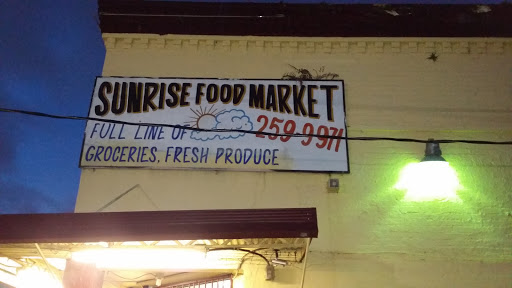 SUNRISE FOOD MARKET
FULL LINE OF 259-9971
GROCERIES, FRESH PRODUCE